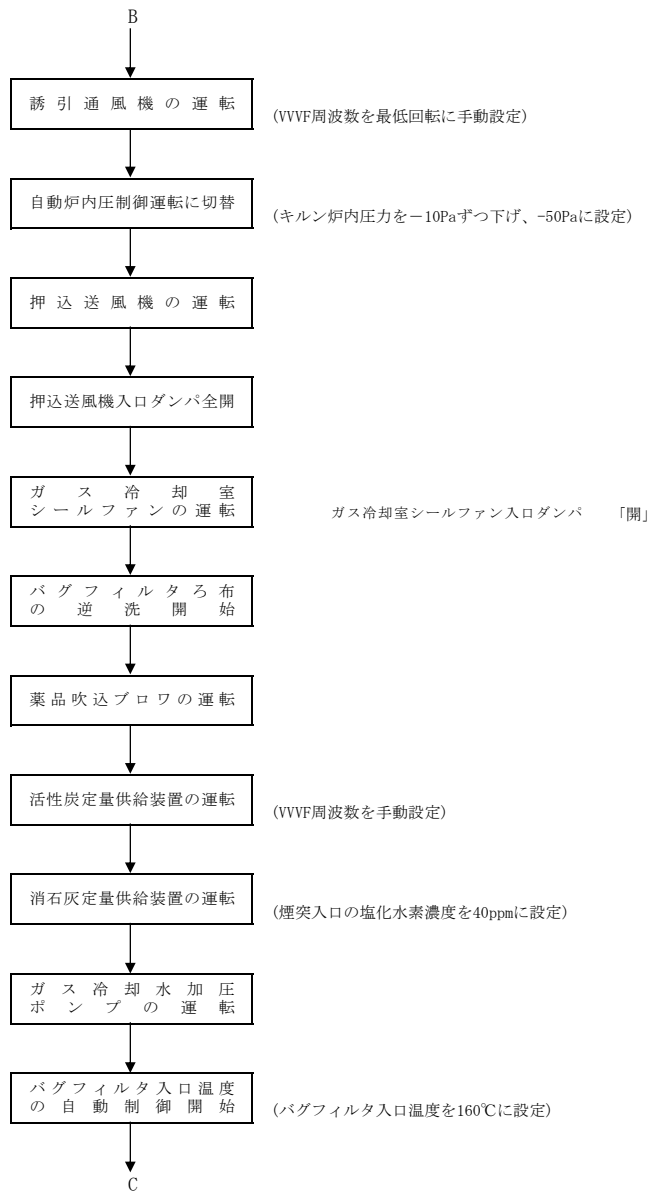 B
誘引通風機の運転
(VVVF周波数を最低回転に手動設定)
自動炉内圧制御運転に切替
(キルン炉内圧力を－10Paずつ下げ、-50Paに設定)
押込送風機の運転
押込送風機入口ダンパ全開
ガス冷却室
シールファンの運転
ガス冷却室シールファン入口ダンパ　「開」
バグフィルタろ布
の逆洗開始
薬品吹込ブロワの運転
活性炭定量供給装置の運転
(VVVF周波数を手動設定)
消石灰定量供給装置の運転
(煙突入口の塩化水素濃度を40ppmに設定)
ガス冷却水加圧
ポンプの運転
バグフィルタ入口温度
の自動制御開始
(バグフィルタ入口温度を160℃に設定)
C